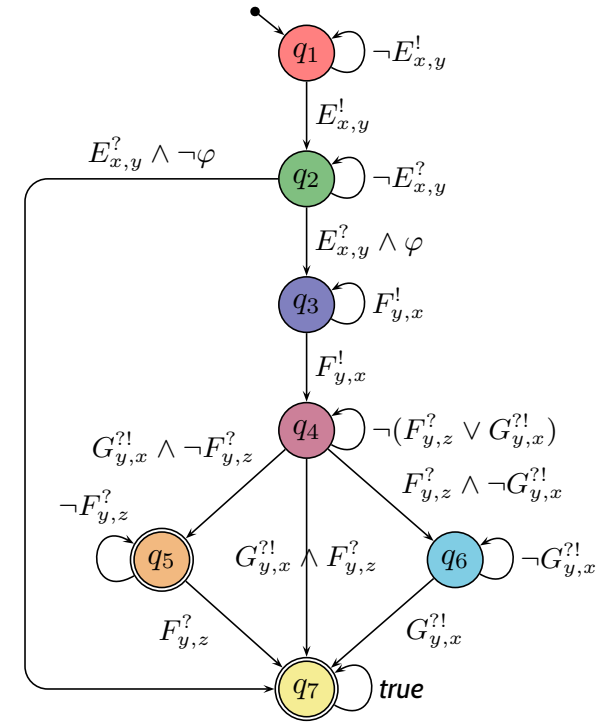 q₁
¬E^!_{x,y}
E^!_{x,y}
E^?_{x,y} ∧ ¬φ
q₂
¬E^?_{x,y}
E^?_{x,y} ∧ φ
q₃
F^!_{y,x}
F^!_{y,x}
q₄
¬(F^?_{y,z} ∨ G^{?!}_{y,x})
G^{?!}_{y,x} ∧ ¬F^?_{y,z}
F^?_{y,z} ∧ ¬G^{?!}_{y,x}
¬F^?_{y,z}
q₅
G^{?!}_{y,x} ∧ F^?_{y,z}
q₆
¬G^{?!}_{y,x}
F^?_{y,z}
G^{?!}_{y,x}
q₇
true